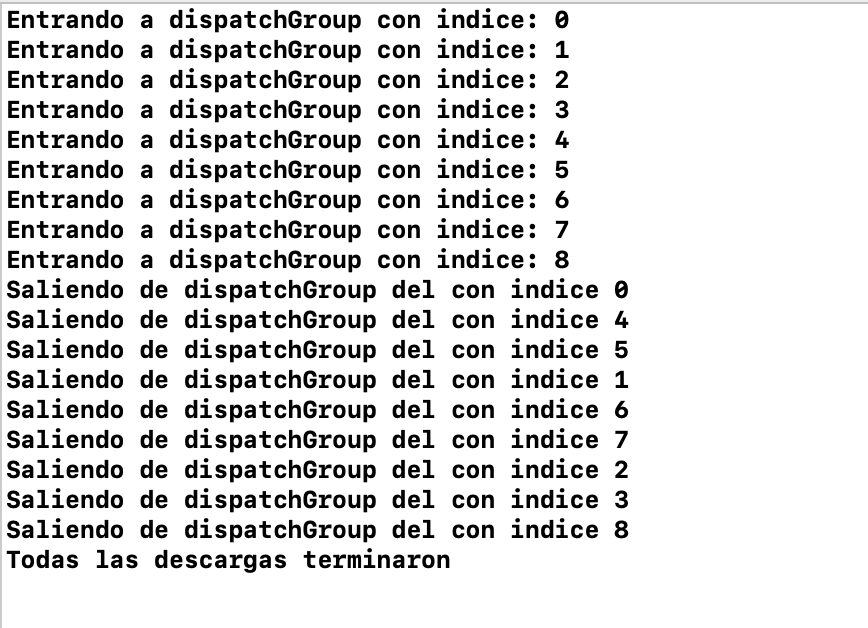 Entrando a dispatchGroup con indice: 0
Entrando a dispatchGroup con indice: 1
Entrando a dispatchGroup con indice: 2
Entrando a dispatchGroup con indice: 3
Entrando a dispatchGroup con indice: 4
Entrando a dispatchGroup con indice: 5
Entrando a dispatchGroup con indice: 6
Entrando a dispatchGroup con indice: 7
Entrando a dispatchGroup con indice: 8
Saliendo de dispatchGroup del con indice 0
Saliendo de dispatchGroup del con indice 4
Saliendo de dispatchGroup del con indice 5
Saliendo de dispatchGroup del con indice 1
Saliendo de dispatchGroup del con indice 6
Saliendo de dispatchGroup del con indice 7
Saliendo de dispatchGroup del con indice 2
Saliendo de dispatchGroup del con indice 3
Saliendo de dispatchGroup del con indice 8
Todas las descargas terminaron